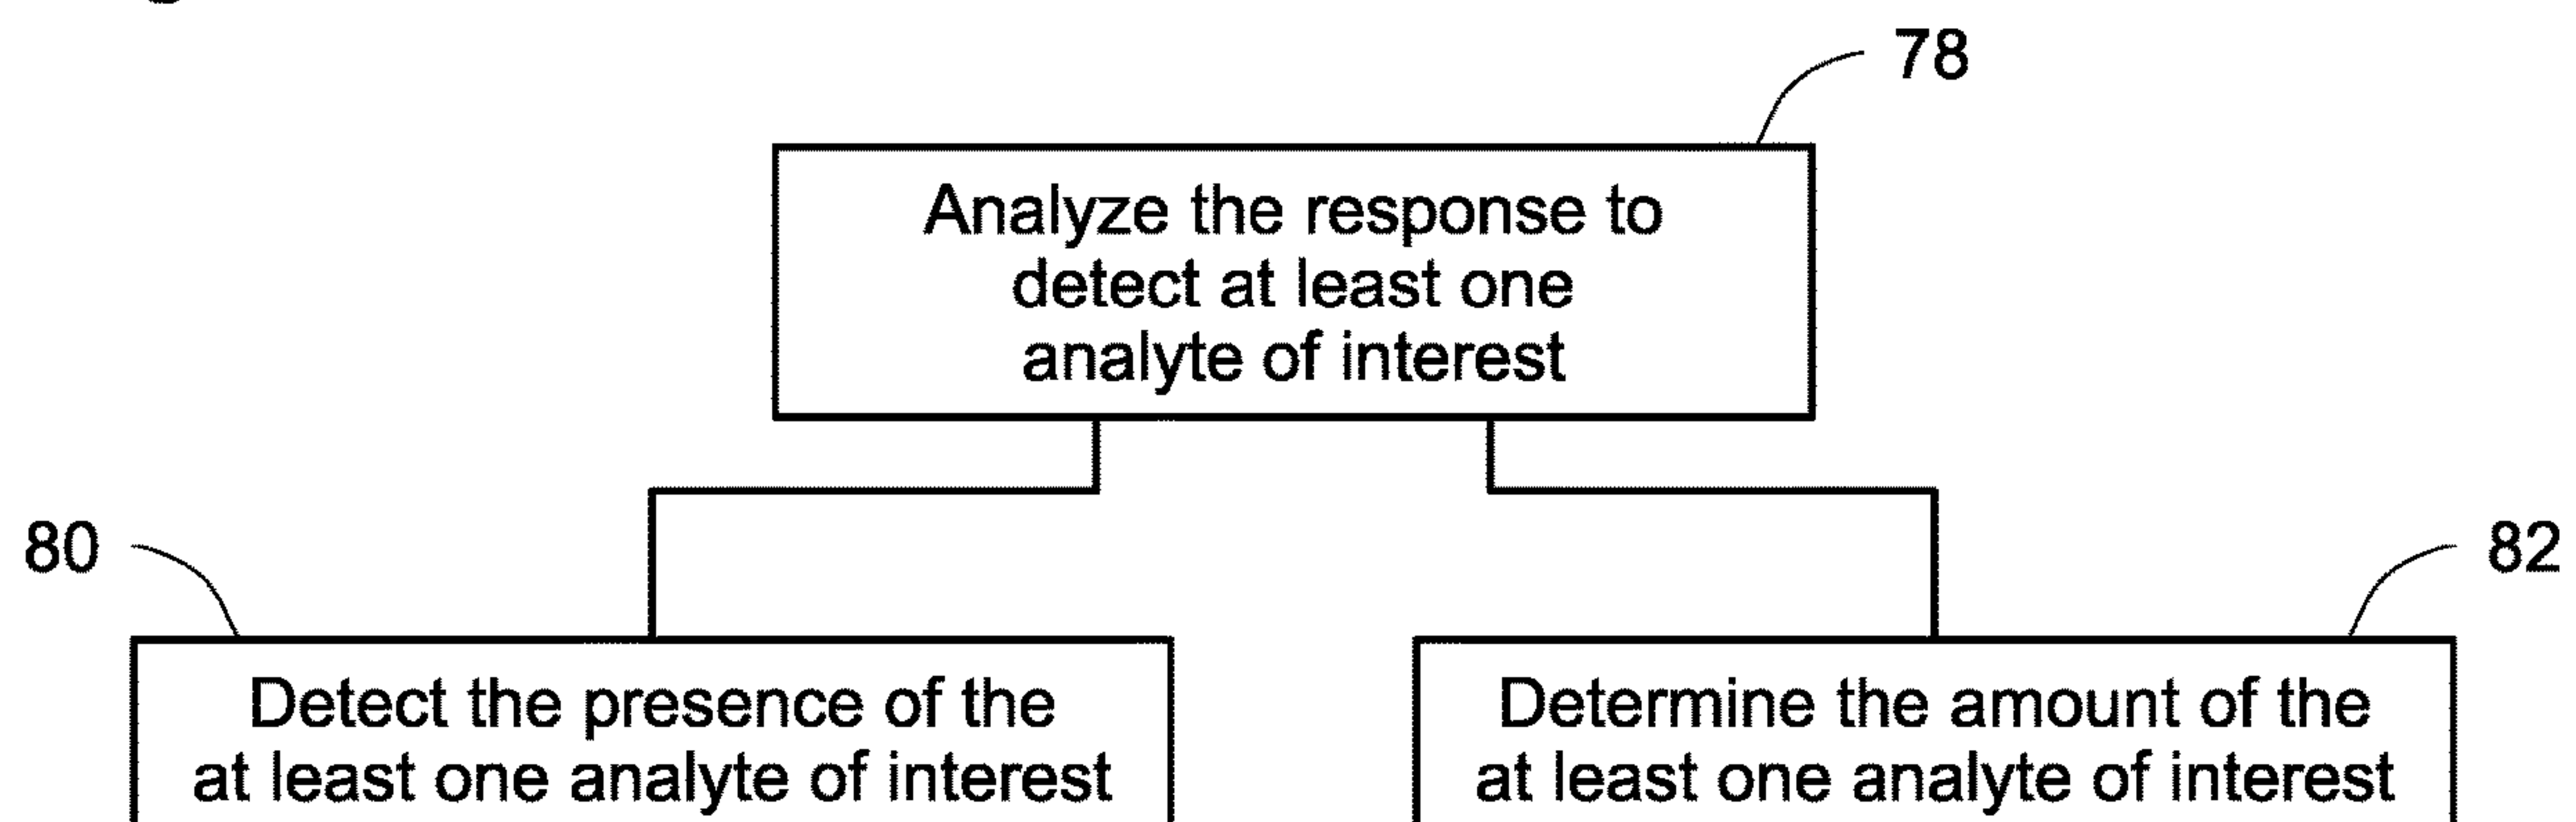 78
Analyze the response to
detect at least one
analyte of interest
80
82
Detect the presence of the
at least one analyte of interest
Determine the amount of the
at least one analyte of interest